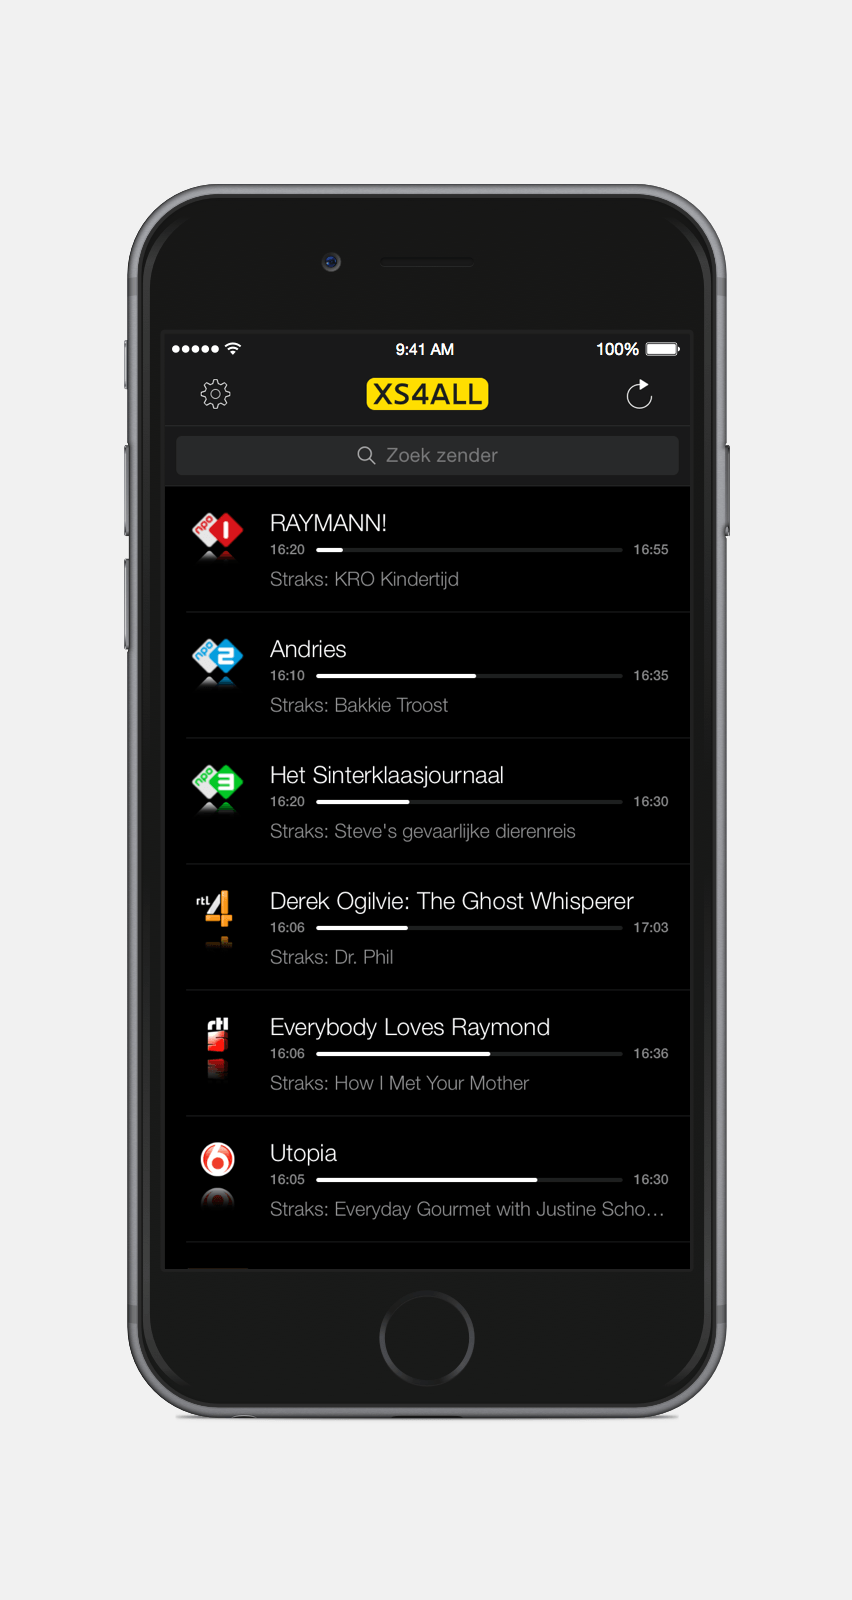 9:41 AM 100%
XS4ALL
Zoek zender
npo 1 RAYMANN!
16:20 16:55
Straks: KRO Kindertijd
npo 2 Andries
16:10 16:35
Straks: Bakkie Troost
npo 3 Het Sinterklaasjournaal
16:20 16:30
Straks: Steve's gevaarlijke dierenreis
rtl 4 Derek Ogilvie: The Ghost Whisperer
16:06 17:03
Straks: Dr. Phil
rtl 5 Everybody Loves Raymond
16:06 16:36
Straks: How I Met Your Mother
6 Utopia
16:05 16:30
Straks: Everyday Gourmet with Justine Scho...